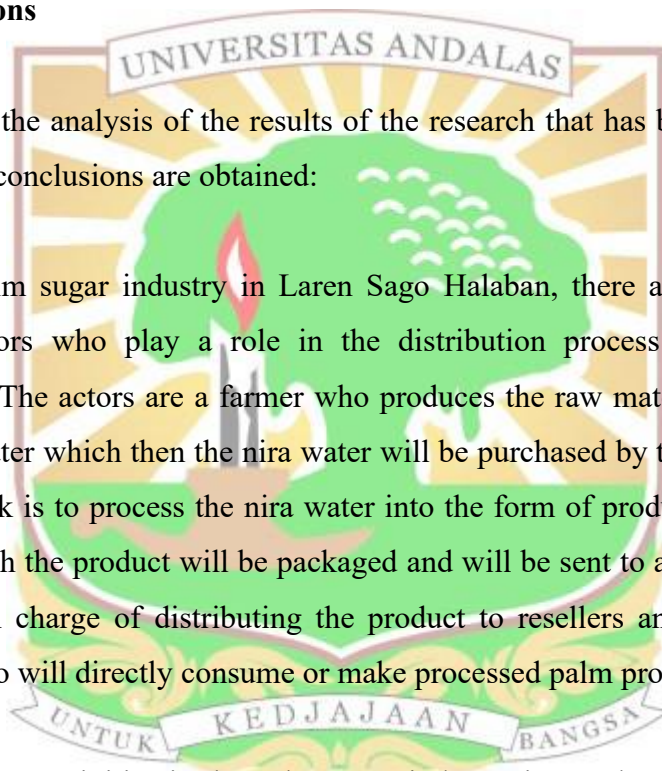 ons
UNIVERSITAS ANDALAS
the analysis of the results of the research that has b
conclusions are obtained:
m sugar industry in Laren Sago Halaban, there a
ors who play a role in the distribution process
The actors are a farmer who produces the raw mat
ter which then the nira water will be purchased by t
k is to process the nira water into the form of prod
h the product will be packaged and will be sent to a
charge of distributing the product to resellers an
o will directly consume or make processed palm pro
UNTUK KEDJAJAAN BANGSA